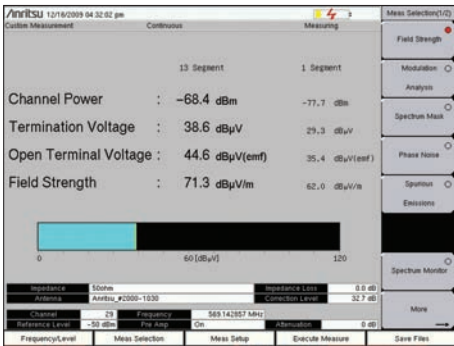 Anritsu 12/16/2009 04:32:02 pm
Custom Measurement Continuous Measuring
13 Segment 1 Segment
Channel Power : -68.4 dBm -77.7 dBm
Termination Voltage : 38.6 dBµV 29.3 dBµV
Open Terminal Voltage : 44.6 dBµV(emf) 35.4 dBµV(emf)
Field Strength : 71.3 dBµV/m 62.0 dBµV/m
0 60 [dBµV] 120
Impedance 50ohm Impedance Loss 0.0 dB
Antenna Anritsu_#2000-1030 Correction Level 32.7 dB
Channel 29 Frequency 569.142857 MHz
Reference Level -50 dBm Pre Amp On Attenuation 0 dB
Frequency/Level Meas Selection Meas Setup Execute Measure Save Files
Meas Selection(1/2)
Field Strength
Modulation
Analysis
Spectrum Mask
Phase Noise
Spurious
Emissions
Spectrum Monitor
More